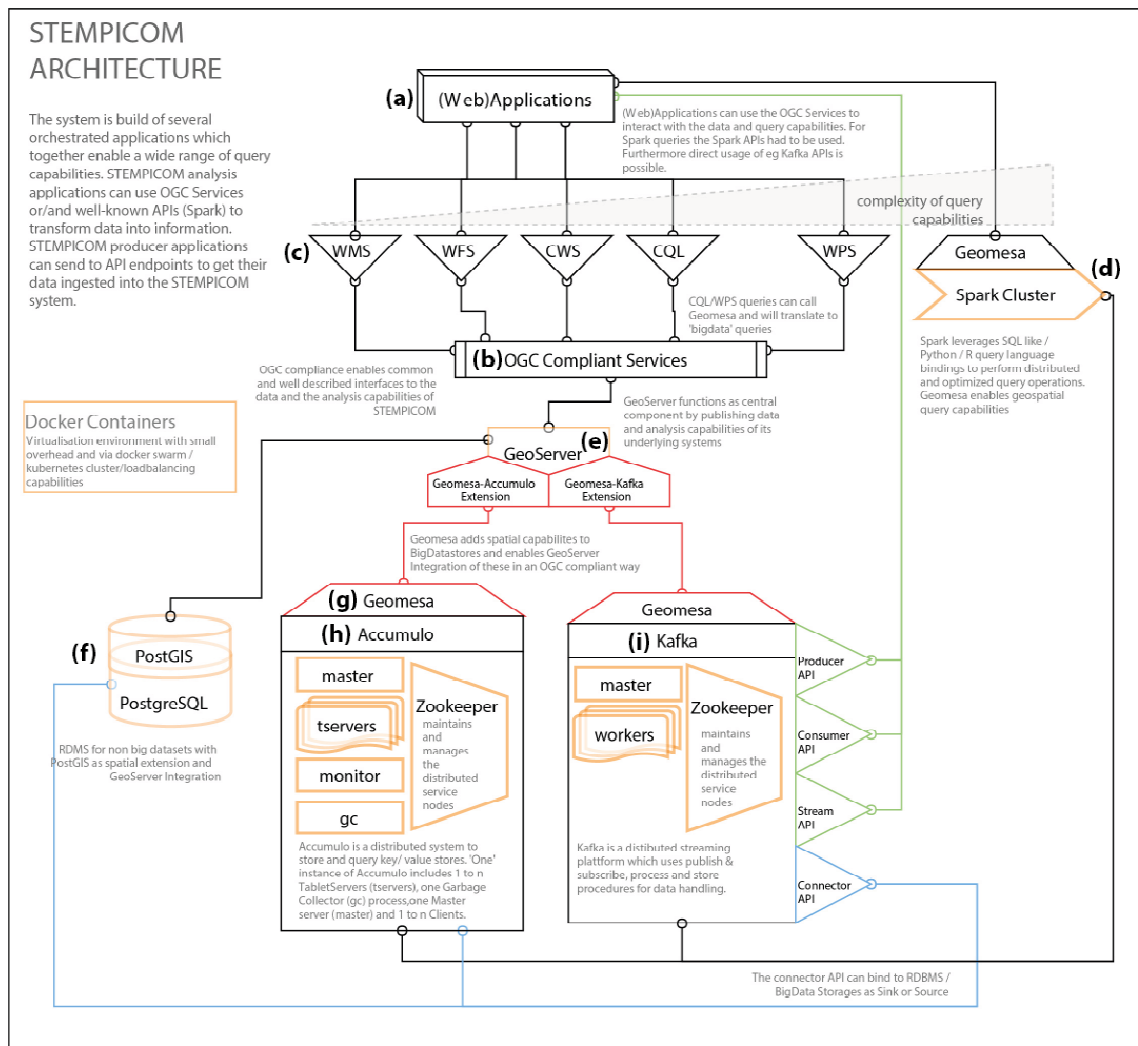 STEMPICOM
ARCHITECTURE
The system is build of several
orchestrated applications which
together enable a wide range of query
capabilities. STEMPICOM analysis
applications can use OGC Services
or/and well-known APIs (Spark) to
transform data into information.
STEMPICOM producer applications
can send to API endpoints to get their
data ingested into the STEMPICOM
system.
(a)
(Web)Applications
(Web)Applications can use the OGC Services to
interact with the data and query capabilities. For
Spark queries the Spark APIs had to be used.
Furthermore direct usage of eg Kafka APIs is
possible.
complexity of query
capabilities
(c)
WMS
WFS
CWS
CQL
WPS
Geomesa
(d)
Spark Cluster
CQL/WPS queries can call
Geomesa and will translate to
'bigdata" queries
(b)
OGC Compliant Services
Spark leverages SQL like /
Python / R query language
bindings to perform distributed
and optimized query operations.
Geomesa enables geospatial
query capabilities
OGC compliance enables common
and well described interfaces to the
data and the analysis capabilities of
STEMPICOM
GeoServer functions as central
component by publishing data
and analysis capabilities of its
underlying systems
Docker Containers
Virtualisation environment with small
overhead and via docker swarm /
kubernetes cluster/loadbalancing
capabilities
(e)
GeoServer
Geomesa-Accumulo
Extension
Geomesa-Kafka
Extension
Geomesa adds spatial capabilites to
BigDatastores and enables GeoServer
Integration of these in an OGC compliant way
(f)
PostGIS
PostgreSQL
RDMS for non big datasets with
PostGIS as spatial extension and
GeoServer Integration
(g)
Geomesa
(h)
Accumulo
master
tservers
monitor
gc
Zookeeper
maintains
and
manages
the
distributed
service
nodes
Accumulo is a distributed system to
store and query key/ value stores. 'One'
instance of Accumulo includes 1 to n
TabletServers (tservers), one Garbage
Collector (gc) process,one Master
server (master) and 1 to n Clients.
Geomesa
(i)
Kafka
master
workers
Zookeeper
maintains
and
manages the
distributed
service
nodes
Kafka is a distibuted streaming
plattform which uses publish &
subscribe, process and store
procedures for data handling.
Producer
API
Consumer
API
Stream
API
Connector
API
The connector API can bind to RDBMS /
BigData Storages as Sink or Source